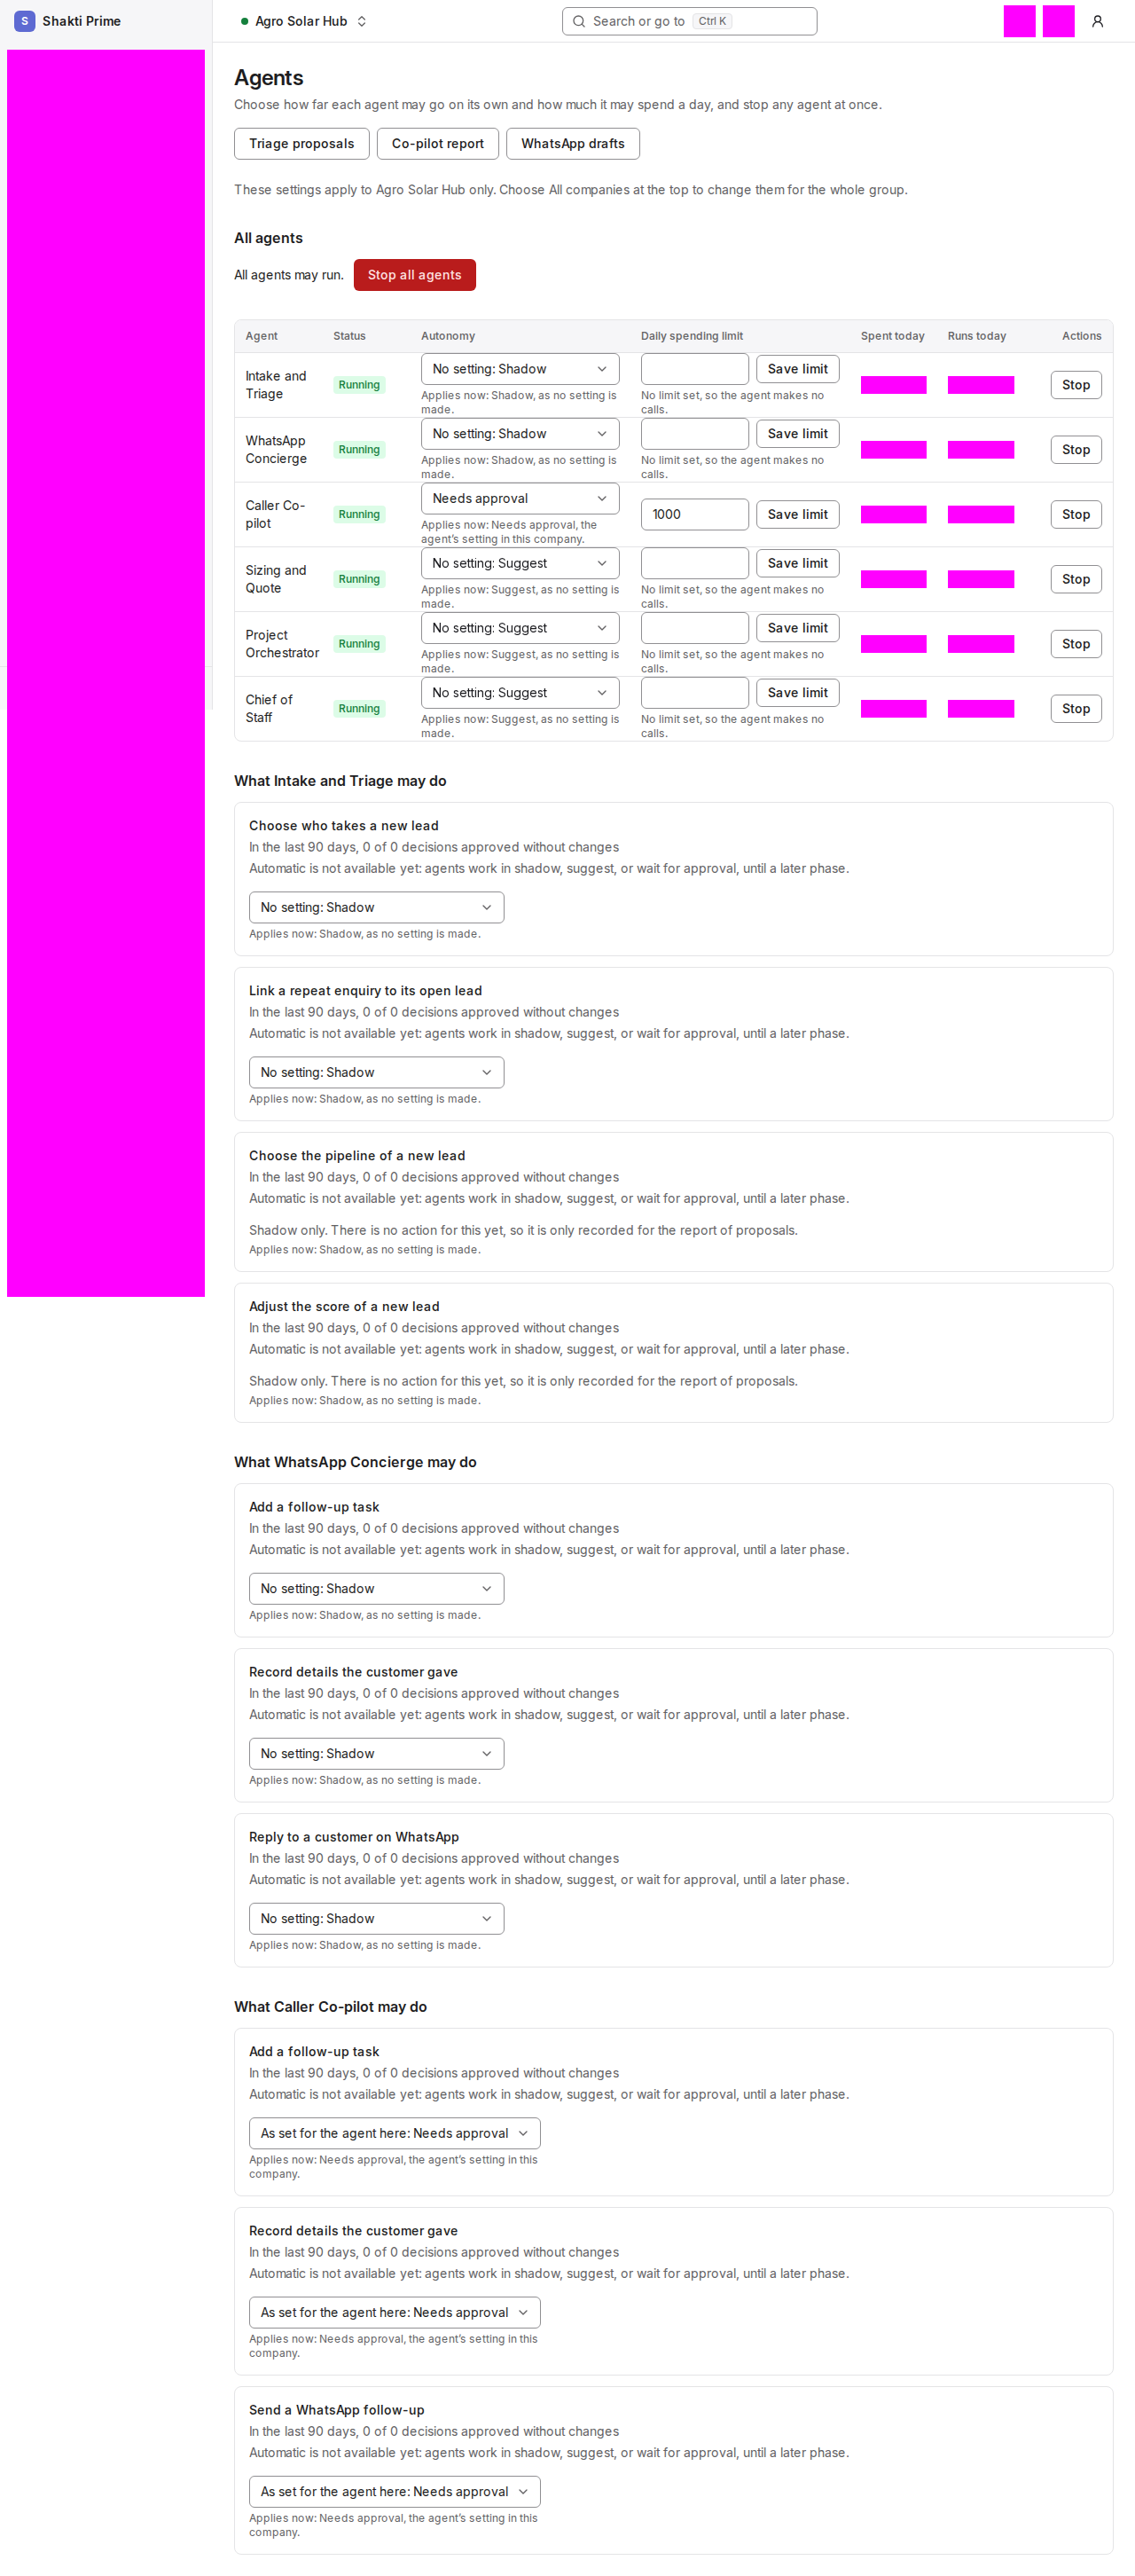 S Shakti Prime
Agro Solar Hub
Search or go to Ctrl K
Agents
Choose how far each agent may go on its own and how much it may spend a day, and stop any agent at once.
Triage proposals Co-pilot report WhatsApp drafts
These settings apply to Agro Solar Hub only. Choose All companies at the top to change them for the whole group.
All agents
All agents may run. Stop all agents
Agent Status Autonomy Daily spending limit Spent today Runs today Actions
Intake and Triage Running No setting: Shadow Save limit Stop
Applies now: Shadow, as no setting is made. No limit set, so the agent makes no calls.
WhatsApp Concierge Running No setting: Shadow Save limit Stop
Applies now: Shadow, as no setting is made. No limit set, so the agent makes no calls.
Caller Co-pilot Running Needs approval 1000 Save limit Stop
Applies now: Needs approval, the agent's setting in this company.
Sizing and Quote Running No setting: Suggest Save limit Stop
Applies now: Suggest, as no setting is made. No limit set, so the agent makes no calls.
Project Orchestrator Running No setting: Suggest Save limit Stop
Applies now: Suggest, as no setting is made. No limit set, so the agent makes no calls.
Chief of Staff Running No setting: Suggest Save limit Stop
Applies now: Suggest, as no setting is made. No limit set, so the agent makes no calls.
What Intake and Triage may do
Choose who takes a new lead
In the last 90 days, 0 of 0 decisions approved without changes
Automatic is not available yet: agents work in shadow, suggest, or wait for approval, until a later phase.
No setting: Shadow
Applies now: Shadow, as no setting is made.
Link a repeat enquiry to its open lead
In the last 90 days, 0 of 0 decisions approved without changes
Automatic is not available yet: agents work in shadow, suggest, or wait for approval, until a later phase.
No setting: Shadow
Applies now: Shadow, as no setting is made.
Choose the pipeline of a new lead
In the last 90 days, 0 of 0 decisions approved without changes
Automatic is not available yet: agents work in shadow, suggest, or wait for approval, until a later phase.
Shadow only. There is no action for this yet, so it is only recorded for the report of proposals.
Applies now: Shadow, as no setting is made.
Adjust the score of a new lead
In the last 90 days, 0 of 0 decisions approved without changes
Automatic is not available yet: agents work in shadow, suggest, or wait for approval, until a later phase.
Shadow only. There is no action for this yet, so it is only recorded for the report of proposals.
Applies now: Shadow, as no setting is made.
What WhatsApp Concierge may do
Add a follow-up task
In the last 90 days, 0 of 0 decisions approved without changes
Automatic is not available yet: agents work in shadow, suggest, or wait for approval, until a later phase.
No setting: Shadow
Applies now: Shadow, as no setting is made.
Record details the customer gave
In the last 90 days, 0 of 0 decisions approved without changes
Automatic is not available yet: agents work in shadow, suggest, or wait for approval, until a later phase.
No setting: Shadow
Applies now: Shadow, as no setting is made.
Reply to a customer on WhatsApp
In the last 90 days, 0 of 0 decisions approved without changes
Automatic is not available yet: agents work in shadow, suggest, or wait for approval, until a later phase.
No setting: Shadow
Applies now: Shadow, as no setting is made.
What Caller Co-pilot may do
Add a follow-up task
In the last 90 days, 0 of 0 decisions approved without changes
Automatic is not available yet: agents work in shadow, suggest, or wait for approval, until a later phase.
As set for the agent here: Needs approval
Applies now: Needs approval, the agent's setting in this
company.
Record details the customer gave
In the last 90 days, 0 of 0 decisions approved without changes
Automatic is not available yet: agents work in shadow, suggest, or wait for approval, until a later phase.
As set for the agent here: Needs approval
Applies now: Needs approval, the agent's setting in this
company.
Send a WhatsApp follow-up
In the last 90 days, 0 of 0 decisions approved without changes
Automatic is not available yet: agents work in shadow, suggest, or wait for approval, until a later phase.
As set for the agent here: Needs approval
Applies now: Needs approval, the agent's setting in this
company.